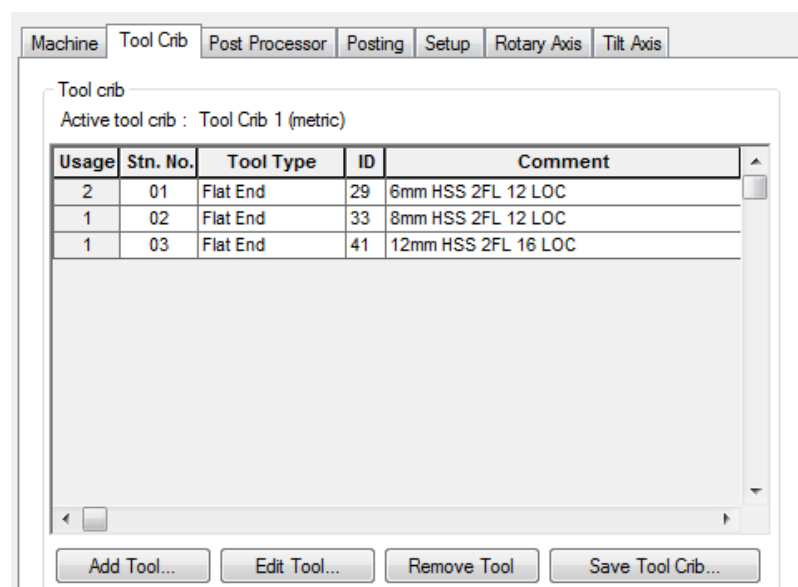 Machine Tool Crib Post Processor Posting Setup Rotary Axis Tilt Axis
Tool crib
Active tool crib : Tool Crib 1 (metric)
Usage Stn. No. Tool Type ID Comment
2 01 Flat End 29 6mm HSS 2FL 12 LOC
1 02 Flat End 33 8mm HSS 2FL 12 LOC
1 03 Flat End 41 12mm HSS 2FL 16 LOC
Add Tool... Edit Tool... Remove Tool Save Tool Crib...